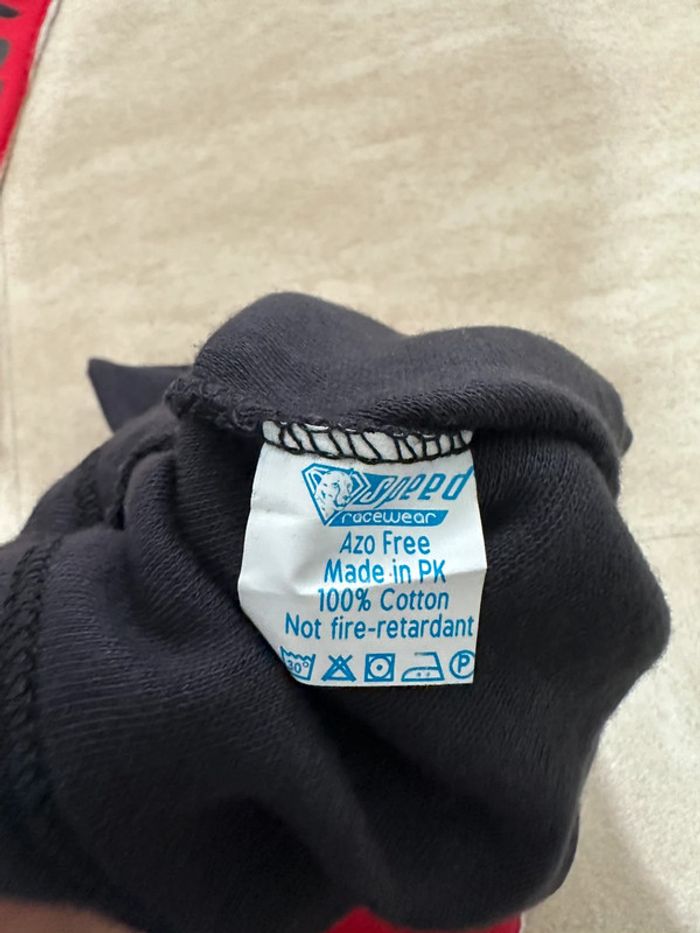 speed
racewear
Azo Free
Made in PK
100% Cotton
Not fire-retardant
30°
P